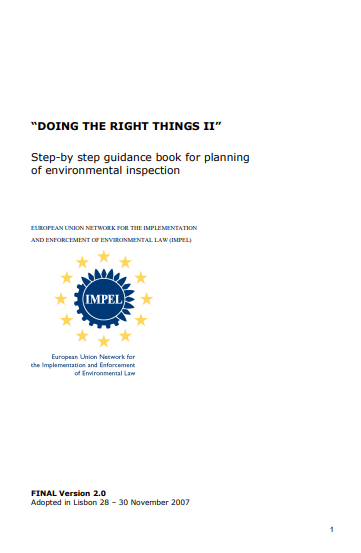 “DOING THE RIGHT THINGS II”
Step-by step guidance book for planning
of environmental inspection
EUROPEAN UNION NETWORK FOR THE IMPLEMENTATION
AND ENFORCEMENT OF ENVIRONMENTAL LAW (IMPEL)
IMPEL
European Union Network for
the Implementation and Enforcement
of Environmental Law
FINAL Version 2.0
Adopted in Lisbon 28 – 30 November 2007
1